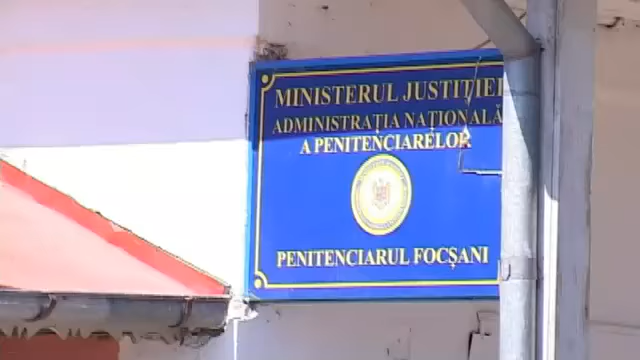 MINISTERUL JUSTIȚIEI
ADMINISTRAȚIA NAȚIONALĂ
A PENITENCIARELOR
PENITENCIARUL FOCȘANI